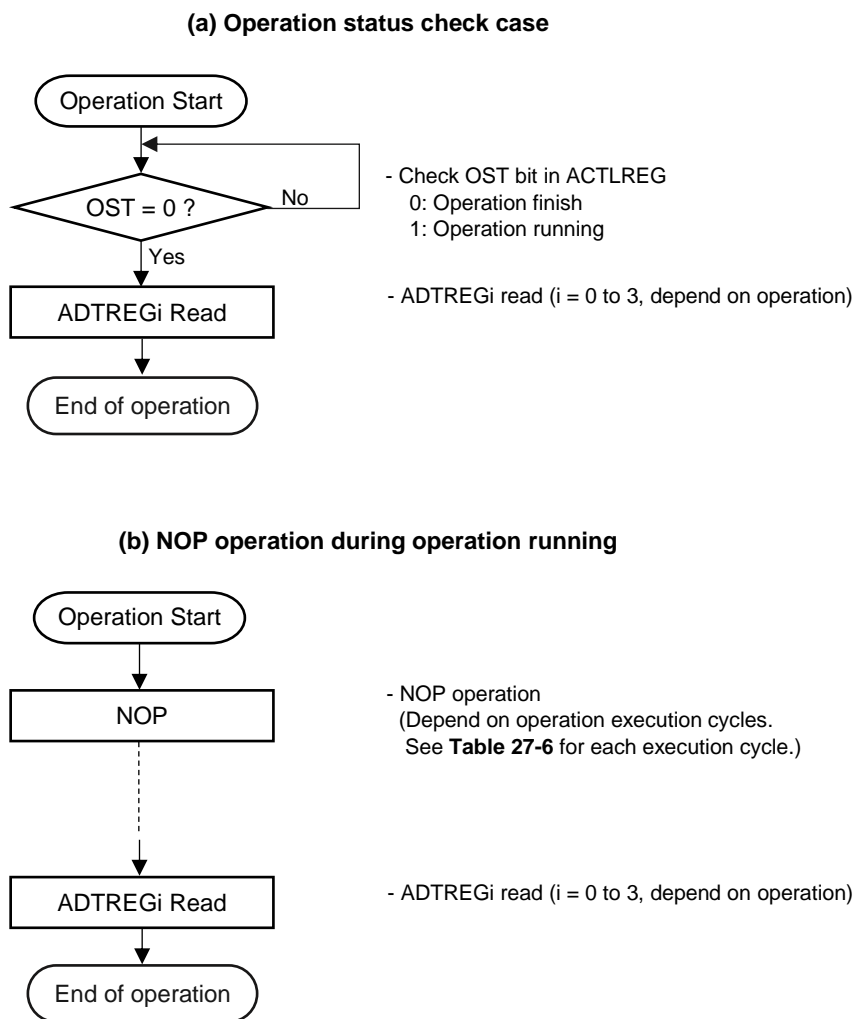 (a) Operation status check case
Operation Start
OST = 0 ?
No
Yes
- Check OST bit in ACTLREG
0: Operation finish
1: Operation running
ADTREGi Read
- ADTREGi read (i = 0 to 3, depend on operation)
End of operation
(b) NOP operation during operation running
Operation Start
NOP
- NOP operation
(Depend on operation execution cycles.
See Table 27-6 for each execution cycle.)
ADTREGi Read
- ADTREGi read (i = 0 to 3, depend on operation)
End of operation